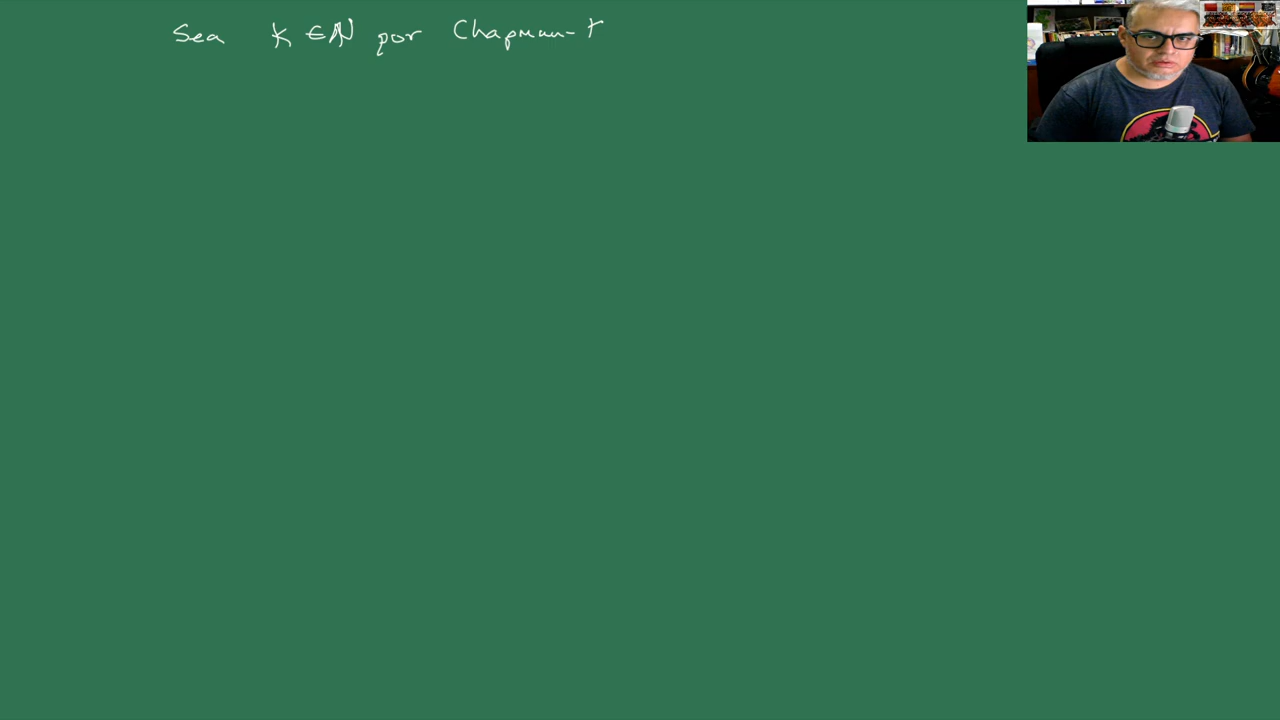 Sea K ∈ ℕ por Chapman-